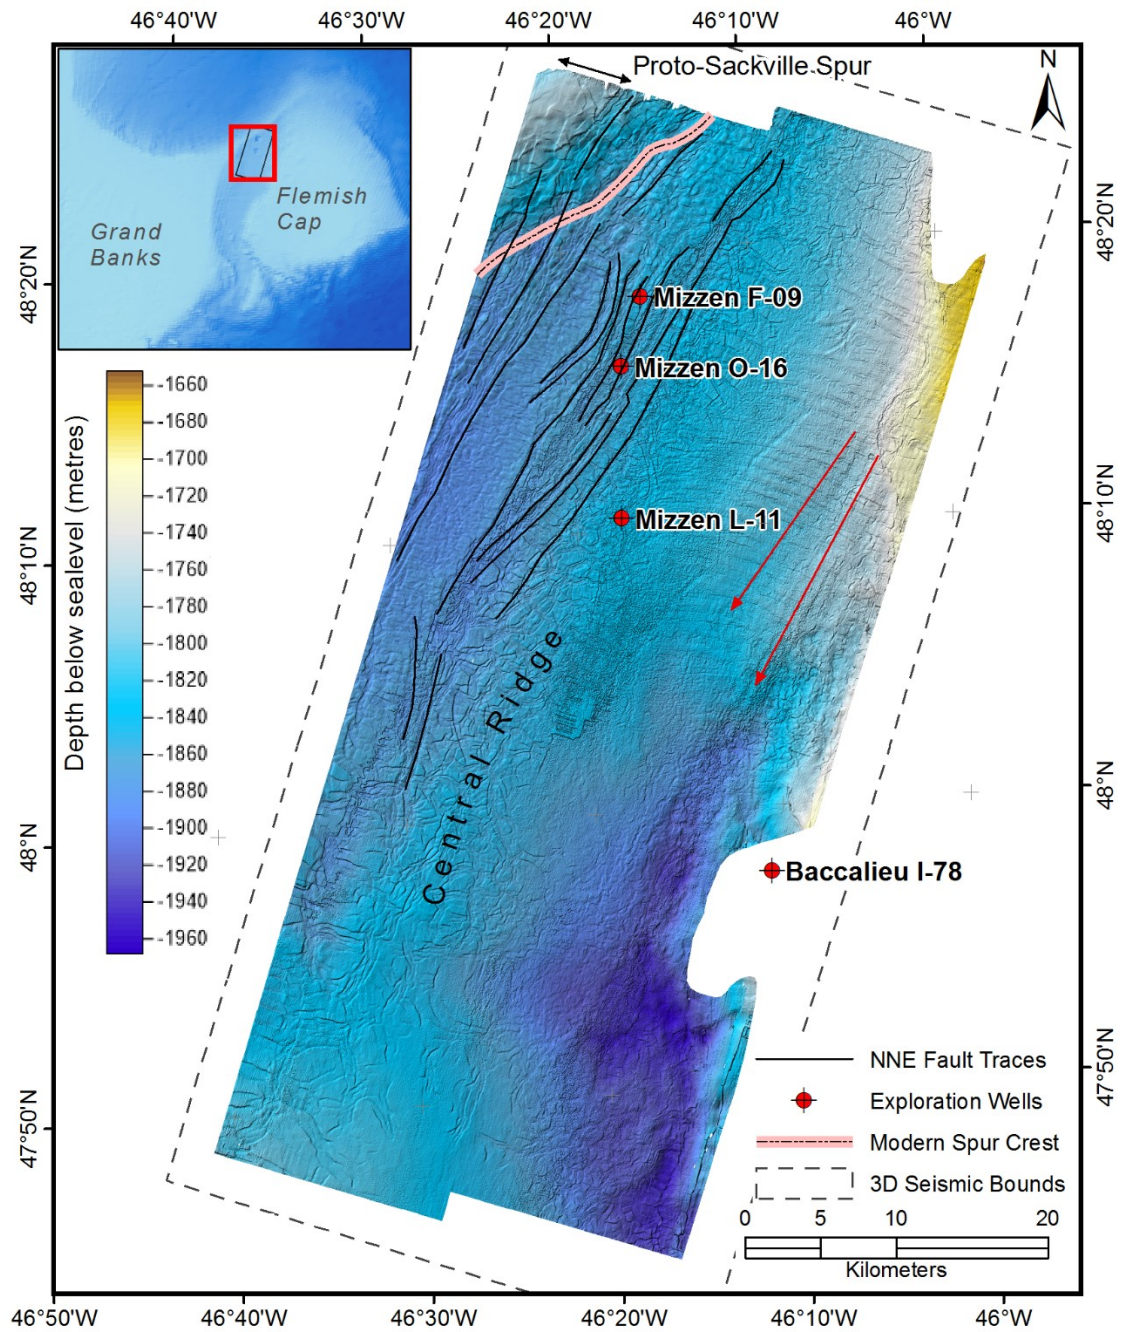 46°40'W
46°30'W
46°20'W
46°10'W
46°W
Proto-Sackville Spur
N
Flemish
Cap
Grand
Banks
48°20'N
48°20'N
Mizzen F-09
Mizzen O-16
Depth below sealevel (metres)
-1660
-1680
-1700
-1720
-1740
-1760
-1780
-1800
-1820
-1840
-1860
-1880
-1900
-1920
-1940
-1960
48°10'N
48°10'N
Mizzen L-11
Central Ridge
48°N
48°N
Baccalieu I-78
47°50'N
47°50'N
NNE Fault Traces
Exploration Wells
Modern Spur Crest
3D Seismic Bounds
0 5 10 20
Kilometers
46°50'W
46°40'W
46°30'W
46°20'W
46°10'W
46°0'W